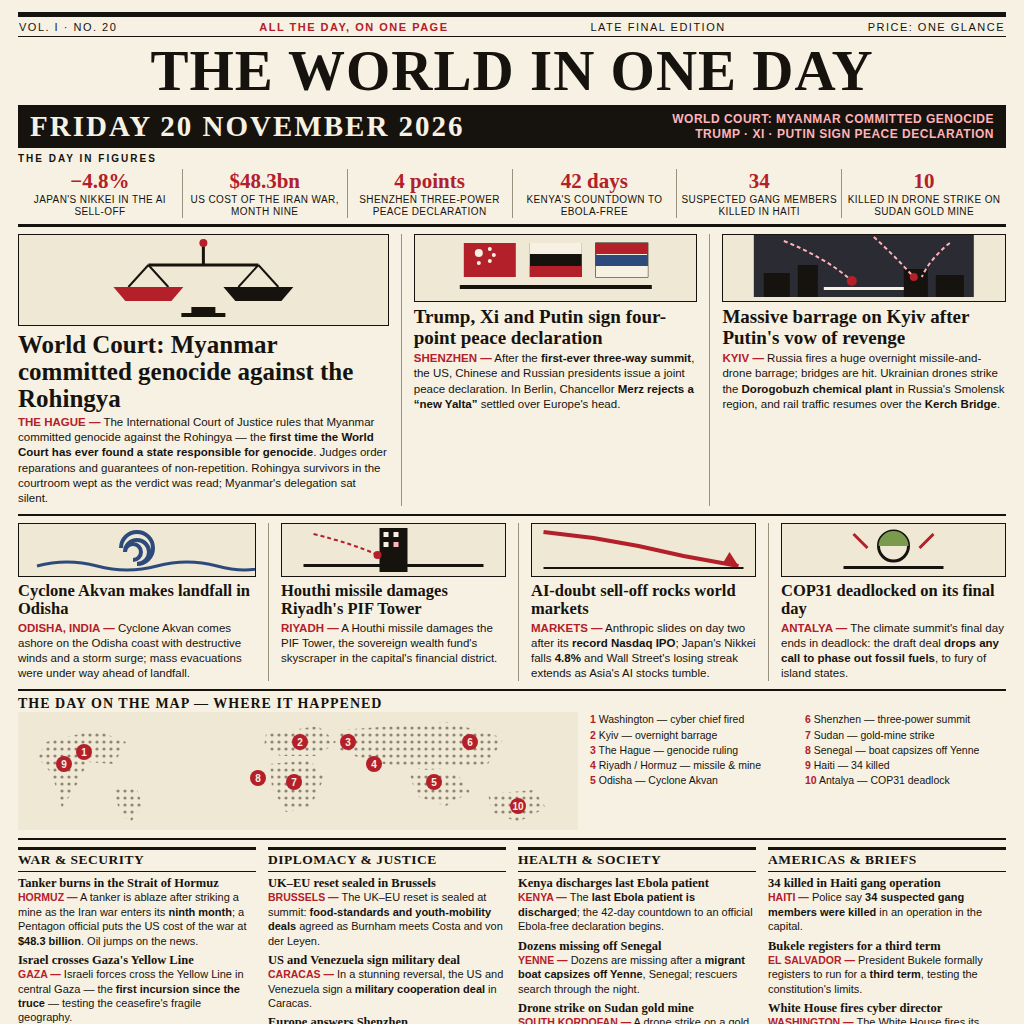 VOL. I · NO. 20
ALL THE DAY, ON ONE PAGE
LATE FINAL EDITION
PRICE: ONE GLANCE
THE WORLD IN ONE DAY
FRIDAY 20 NOVEMBER 2026
WORLD COURT: MYANMAR COMMITTED GENOCIDE
TRUMP · XI · PUTIN SIGN PEACE DECLARATION
THE DAY IN FIGURES
−4.8%
JAPAN'S NIKKEI IN THE AI
SELL-OFF
$48.3bn
US COST OF THE IRAN WAR,
MONTH NINE
4 points
SHENZHEN THREE-POWER
PEACE DECLARATION
42 days
KENYA'S COUNTDOWN TO
EBOLA-FREE
34
SUSPECTED GANG MEMBERS
KILLED IN HAITI
10
KILLED IN DRONE STRIKE ON
SUDAN GOLD MINE
World Court: Myanmar
committed genocide against the
Rohingya
THE HAGUE — The International Court of Justice rules that Myanmar
committed genocide against the Rohingya — the first time the World
Court has ever found a state responsible for genocide. Judges order
reparations and guarantees of non-repetition. Rohingya survivors in the
courtroom wept as the verdict was read; Myanmar's delegation sat
silent.
Trump, Xi and Putin sign four-
point peace declaration
SHENZHEN — After the first-ever three-way summit,
the US, Chinese and Russian presidents issue a joint
peace declaration. In Berlin, Chancellor Merz rejects a
“new Yalta” settled over Europe's head.
Massive barrage on Kyiv after
Putin's vow of revenge
KYIV — Russia fires a huge overnight missile-and-
drone barrage; bridges are hit. Ukrainian drones strike
the Dorogobuzh chemical plant in Russia's Smolensk
region, and rail traffic resumes over the Kerch Bridge.
Cyclone Akvan makes landfall in
Odisha
ODISHA, INDIA — Cyclone Akvan comes
ashore on the Odisha coast with destructive
winds and a storm surge; mass evacuations
were under way ahead of landfall.
Houthi missile damages
Riyadh's PIF Tower
RIYADH — A Houthi missile damages the
PIF Tower, the sovereign wealth fund's
skyscraper in the capital's financial district.
AI-doubt sell-off rocks world
markets
MARKETS — Anthropic slides on day two
after its record Nasdaq IPO; Japan's Nikkei
falls 4.8% and Wall Street's losing streak
extends as Asia's AI stocks tumble.
COP31 deadlocked on its final
day
ANTALYA — The climate summit's final day
ends in deadlock: the draft deal drops any
call to phase out fossil fuels, to fury of
island states.
THE DAY ON THE MAP — WHERE IT HAPPENED
1
2
3
4
5
6
7
8
9
10
1 Washington — cyber chief fired
2 Kyiv — overnight barrage
3 The Hague — genocide ruling
4 Riyadh / Hormuz — missile & mine
5 Odisha — Cyclone Akvan
6 Shenzhen — three-power summit
7 Sudan — gold-mine strike
8 Senegal — boat capsizes off Yenne
9 Haiti — 34 killed
10 Antalya — COP31 deadlock
WAR & SECURITY
Tanker burns in the Strait of Hormuz
HORMUZ — A tanker is ablaze after striking a
mine as the Iran war enters its ninth month; a
Pentagon official puts the US cost of the war at
$48.3 billion. Oil jumps on the news.
Israel crosses Gaza's Yellow Line
GAZA — Israeli forces cross the Yellow Line in
central Gaza — the first incursion since the
truce — testing the ceasefire's fragile
geography.
DIPLOMACY & JUSTICE
UK–EU reset sealed in Brussels
BRUSSELS — The UK–EU reset is sealed at
summit: food-standards and youth-mobility
deals agreed as Burnham meets Costa and von
der Leyen.
US and Venezuela sign military deal
CARACAS — In a stunning reversal, the US and
Venezuela sign a military cooperation deal in
Caracas.
Europe answers Shenzhen
HEALTH & SOCIETY
Kenya discharges last Ebola patient
KENYA — The last Ebola patient is
discharged; the 42-day countdown to an official
Ebola-free declaration begins.
Dozens missing off Senegal
YENNE — Dozens are missing after a migrant
boat capsizes off Yenne, Senegal; rescuers
search through the night.
Drone strike on Sudan gold mine
SOUTH KORDOFAN — A drone strike on a gold
AMERICAS & BRIEFS
34 killed in Haiti gang operation
HAITI — Police say 34 suspected gang
members were killed in an operation in the
capital.
Bukele registers for a third term
EL SALVADOR — President Bukele formally
registers to run for a third term, testing the
constitution's limits.
White House fires cyber director
WASHINGTON — The White House fires its